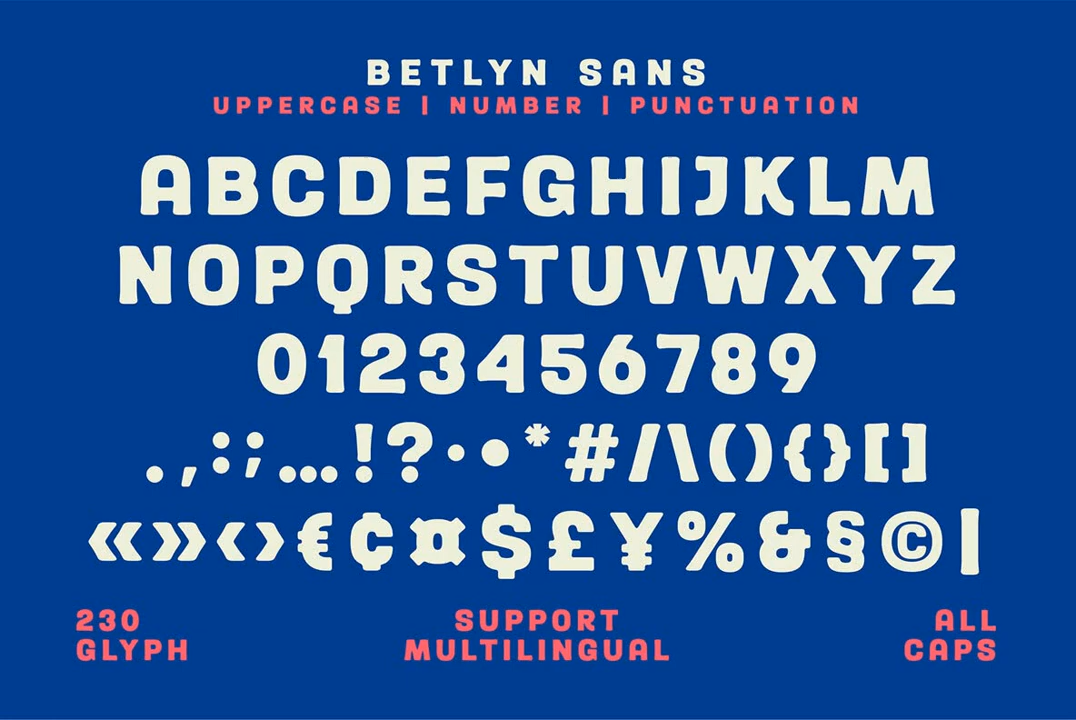 BETLYN SANS
UPPERCASE | NUMBER | PUNCTUATION
ABCDEFGHIJKLM
NOPQRSTUVWXYZ
0123456789
.,:;…!?·•*#/\(){}[]
«»‹›€¢¤$£¥%&§©|
230
GLYPH
SUPPORT
MULTILINGUAL
ALL
CAPS